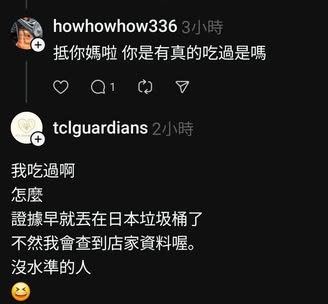 howhowhow336 3小時
抵你媽啦 你是有真的吃過是嗎
1
tclguardians 2小時
我吃過啊
怎麼
證據早就丟在日本垃圾桶了
不然我會查到店家資料喔。
沒水準的人
😆